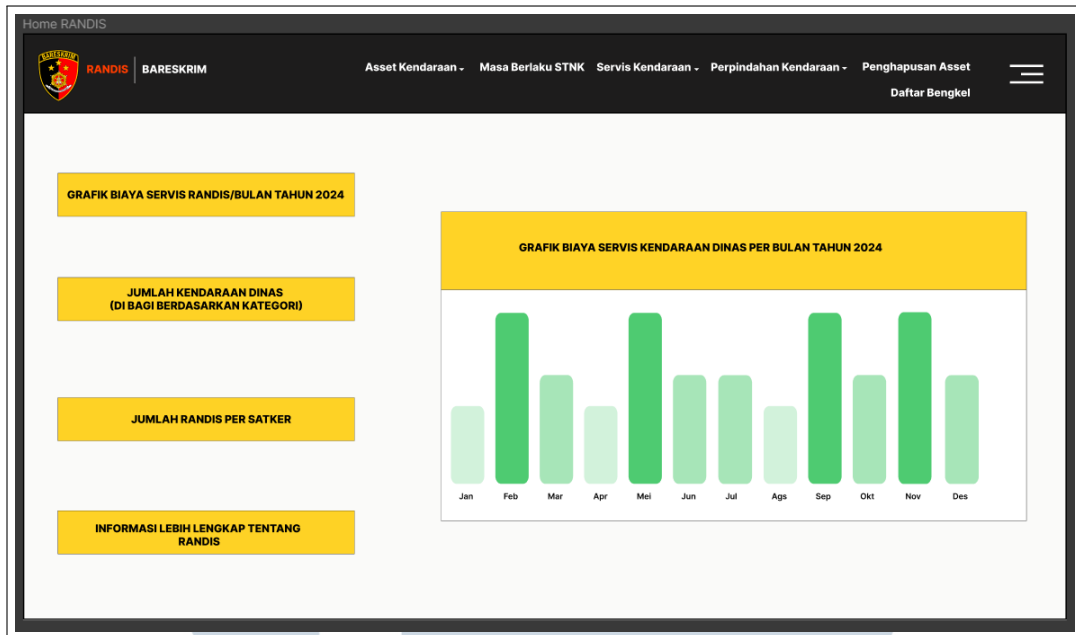 Home RANDIS
BARESKRIM
RANDIS BARESKRIM
Asset Kendaraan Masa Berlaku STNK Servis Kendaraan Perpindahan Kendaraan Penghapusan Asset
Daftar Bengkel
GRAFIK BIAYA SERVIS RANDIS/BULAN TAHUN 2024
JUMLAH KENDARAAN DINAS
(DI BAGI BERDASARKAN KATEGORI)
JUMLAH RANDIS PER SATKER
INFORMASI LEBIH LENGKAP TENTANG
RANDIS
GRAFIK BIAYA SERVIS KENDARAAN DINAS PER BULAN TAHUN 2024
Jan Feb Mar Apr Mei Jun Jul Ags Sep Okt Nov Des